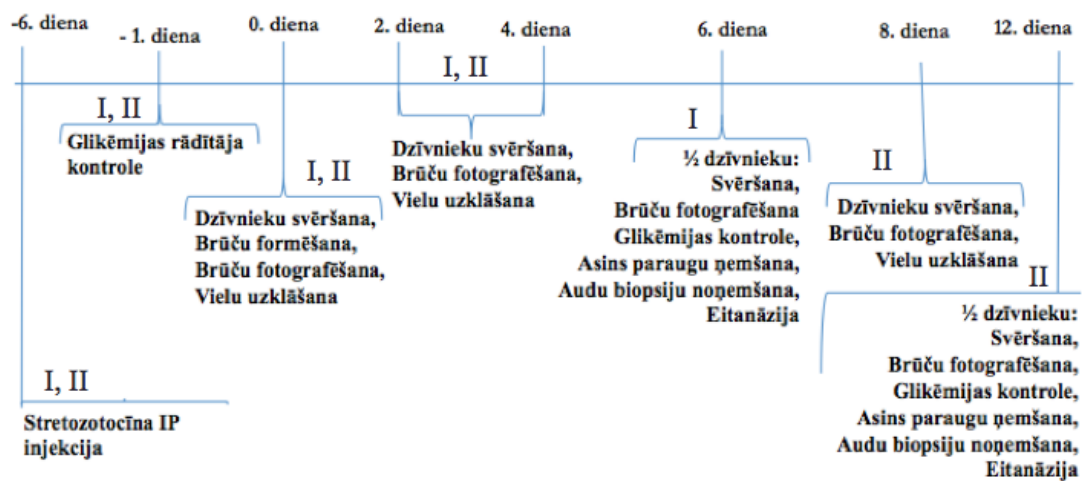 -6. diena
- 1. diena
0. diena
2. diena
4. diena
6. diena
8. diena
12. diena
I, II
Glikēmijas rādītāja
kontrole
I, II
Dzīvnieku svēršana,
Brūču formēšana,
Brūču fotografēšana,
Vielu uzklāšana
I, II
Dzīvnieku svēršana,
Brūču fotografēšana,
Vielu uzklāšana
I
½ dzīvnieku:
Svēršana,
Brūču fotografēšana
Glikēmijas kontrole,
Asins paraugu ņemšana,
Audu biopsiju noņemšana,
Eitanāzija
II
Dzīvnieku svēršana,
Brūču fotografēšana,
Vielu uzklāšana
II
½ dzīvnieku:
Svēršana,
Brūču fotografēšana,
Glikēmijas kontrole,
Asins paraugu ņemšana,
Audu biopsiju noņemšana,
Eitanāzija
I, II
Stretozotocīna IP
injekcija